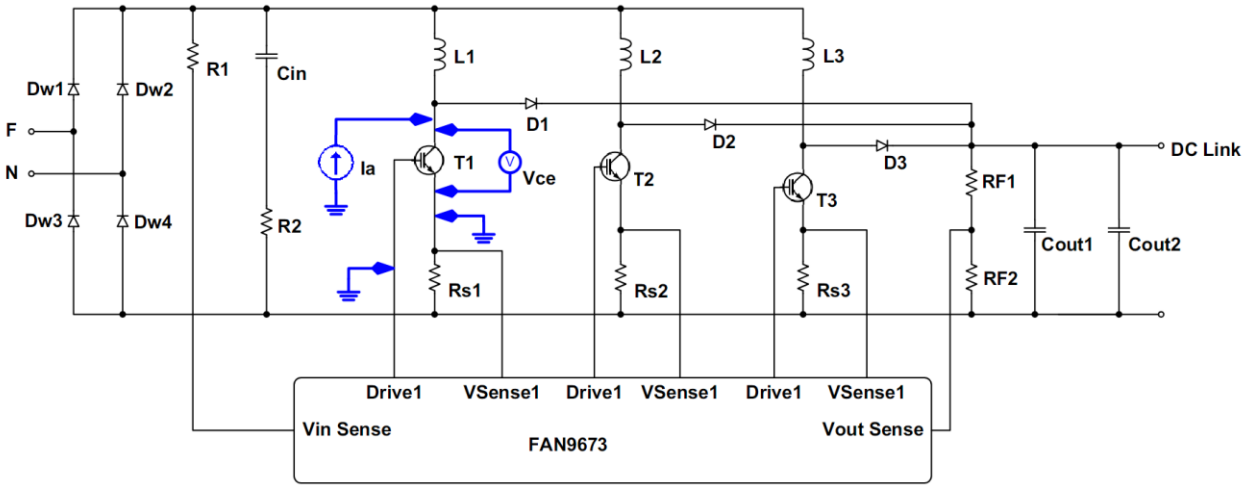 L1
L2
L3
R1
Cin
Dw1
Dw2
D1
F
D2
Ia
T1
V
Vce
T2
D3
DC Link
N
T3
RF1
Dw3
Dw4
R2
Cout1
Cout2
Rs1
Rs2
Rs3
RF2
Drive1
VSense1
Drive1
VSense1
Drive1
VSense1
Vin Sense
FAN9673
Vout Sense